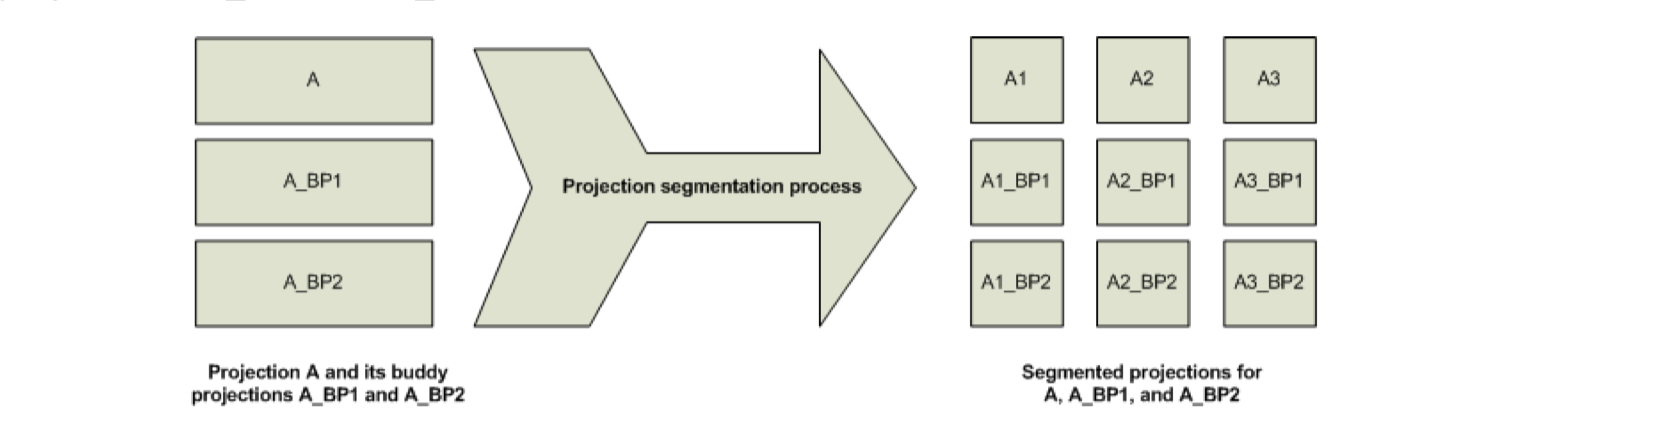 A
A_BP1
A_BP2
Projection segmentation process
A1 A2 A3
A1_BP1 A2_BP1 A3_BP1
A1_BP2 A2_BP2 A3_BP2
Projection A and its buddy
projections A_BP1 and A_BP2
Segmented projections for
A, A_BP1, and A_BP2